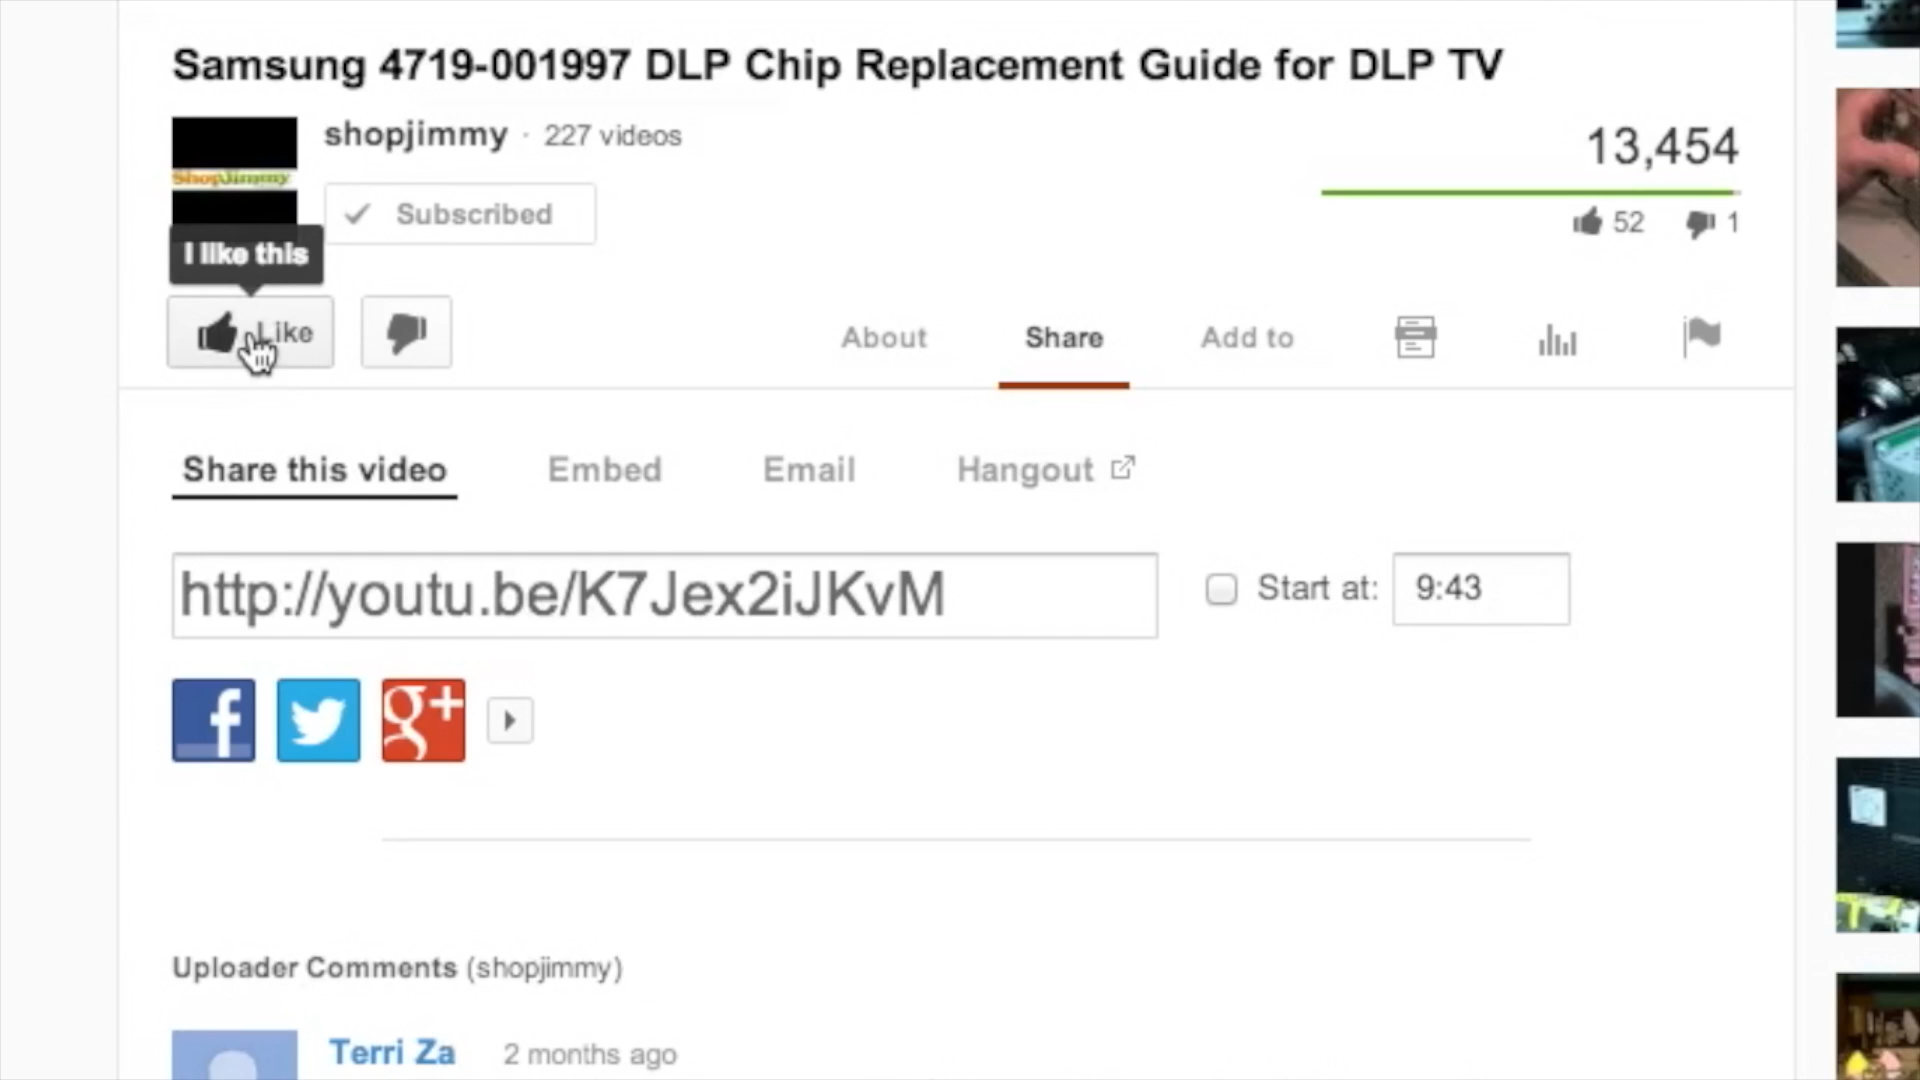 Samsung 4719-001997 DLP Chip Replacement Guide for DLP TV
shopjimmy · 227 videos
ShopJimmy
13,454
Subscribed
52 1
I like this
Like
About Share Add to
Share this video Embed Email Hangout
http://youtu.be/K7Jex2iJKvM
Start at: 9:43
f g+
Uploader Comments (shopjimmy)
Terri Za 2 months ago